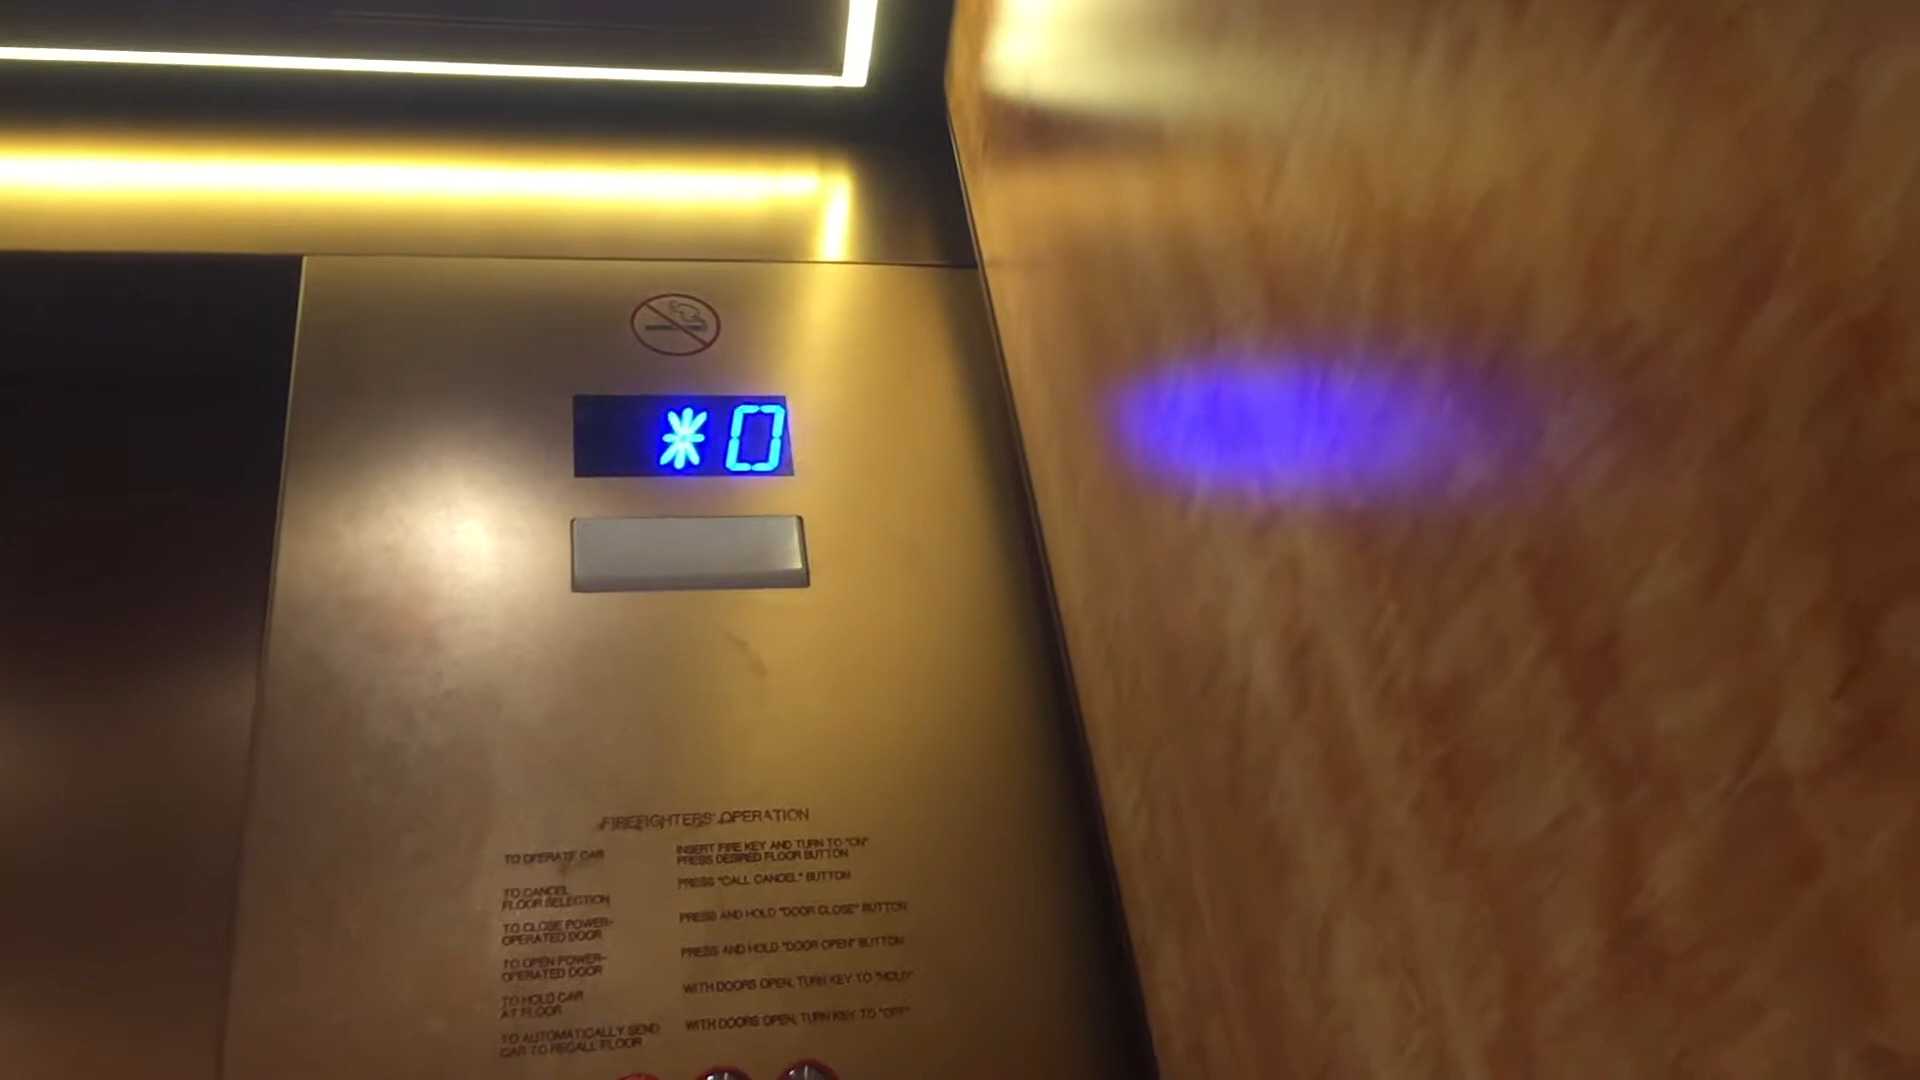 *0
FIREFIGHTERS' OPERATION
TO OPERATE CAR
INSERT FIRE KEY AND TURN TO "ON"
PRESS DESIRED FLOOR BUTTON
TO CANCEL
FLOOR SELECTION
PRESS "CALL CANCEL" BUTTON
TO CLOSE POWER-
OPERATED DOOR
PRESS AND HOLD "DOOR CLOSE" BUTTON
TO OPEN POWER-
OPERATED DOOR
PRESS AND HOLD "DOOR OPEN" BUTTON
TO HOLD CAR
AT FLOOR
WITH DOORS OPEN, TURN KEY TO "HOLD"
TO AUTOMATICALLY SEND
CAR TO RECALL FLOOR
WITH DOORS OPEN, TURN KEY TO "OFF"